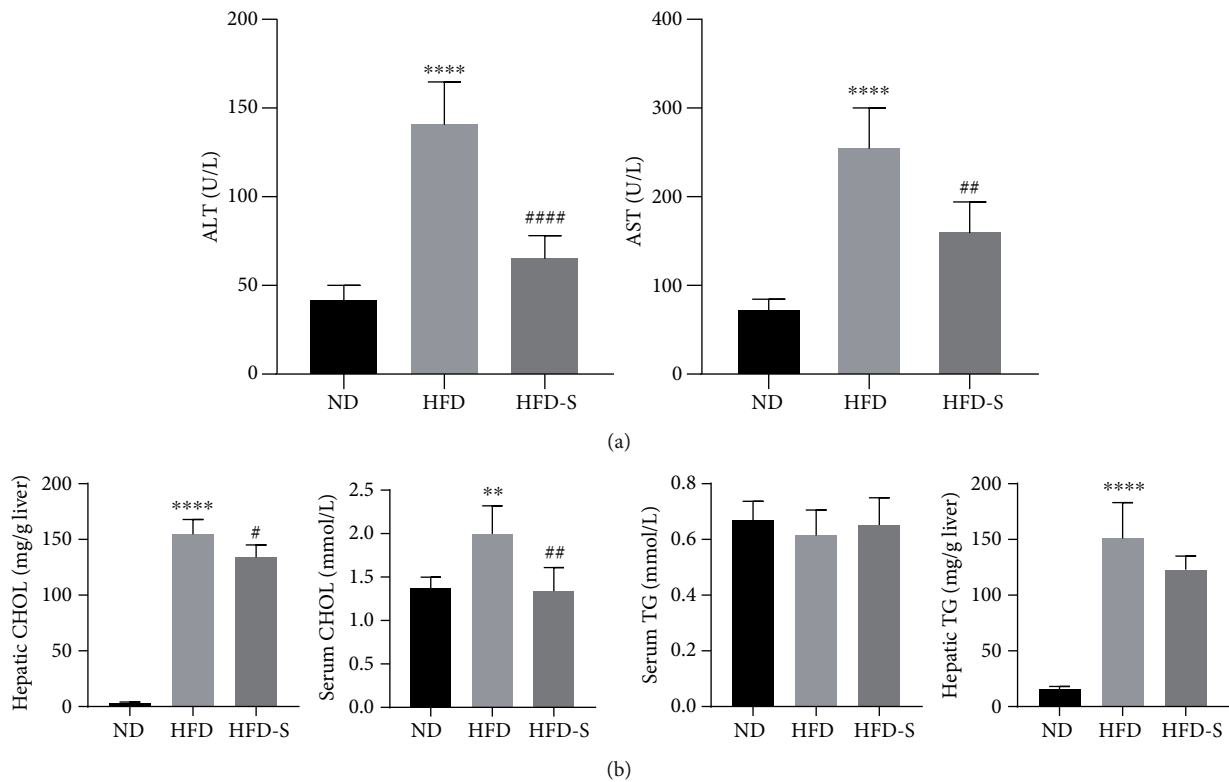 200
150
100
50
0
ALT (U/L)
****
####
ND HFD HFD-S
400
300
200
100
0
AST (U/L)
****
##
ND HFD HFD-S
(a)
200
150
100
50
0
Hepatic CHOL (mg/g liver)
****
#
ND HFD HFD-S
2.5
2.0
1.5
1.0
1.5
0.0
Serum CHOL (mmol/L)
**
##
ND HFD HFD-S
0.8
0.6
0.4
0.2
0.0
Serum TG (mmol/L)
ND HFD HFD-S
200
150
100
50
0
Hepatic TG (mg/g liver)
****
ND HFD HFD-S
(b)